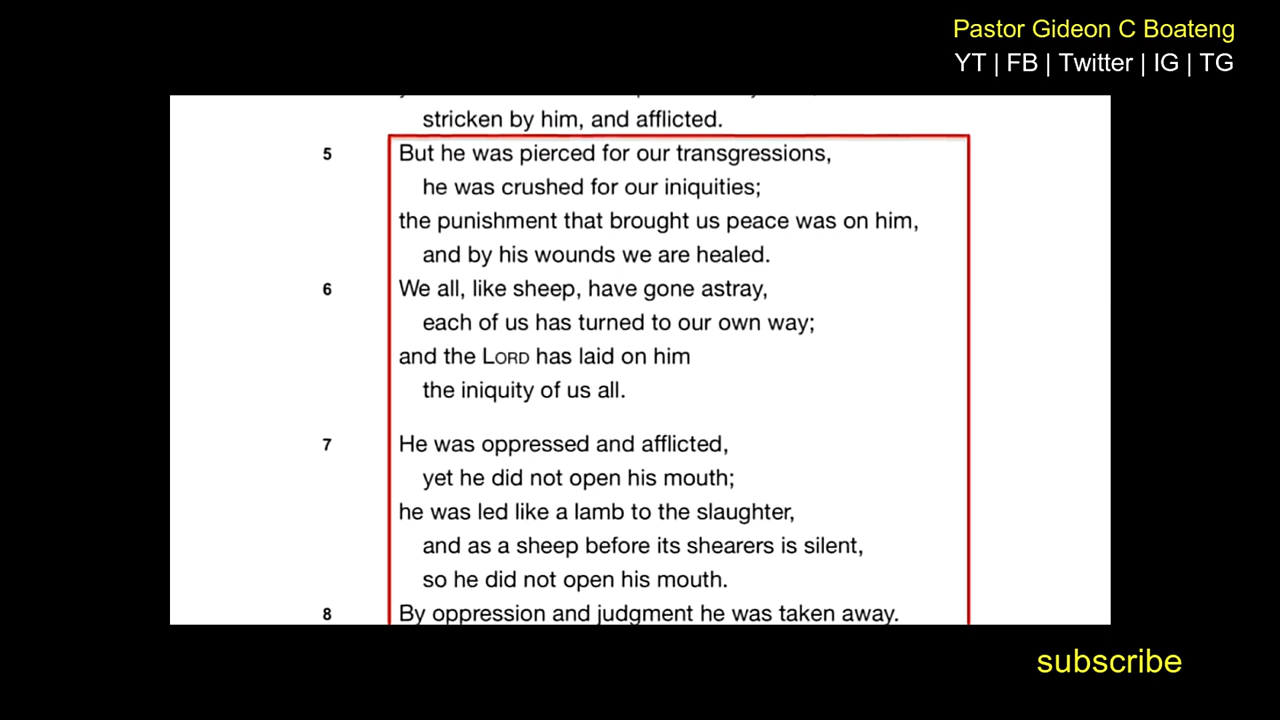 Pastor Gideon C Boateng
YT | FB | Twitter | IG | TG
stricken by him, and afflicted.
5 But he was pierced for our transgressions,
he was crushed for our iniquities;
the punishment that brought us peace was on him,
and by his wounds we are healed.
6 We all, like sheep, have gone astray,
each of us has turned to our own way;
and the LORD has laid on him
the iniquity of us all.
7 He was oppressed and afflicted,
yet he did not open his mouth;
he was led like a lamb to the slaughter,
and as a sheep before its shearers is silent,
so he did not open his mouth.
8 By oppression and judgment he was taken away.
subscribe